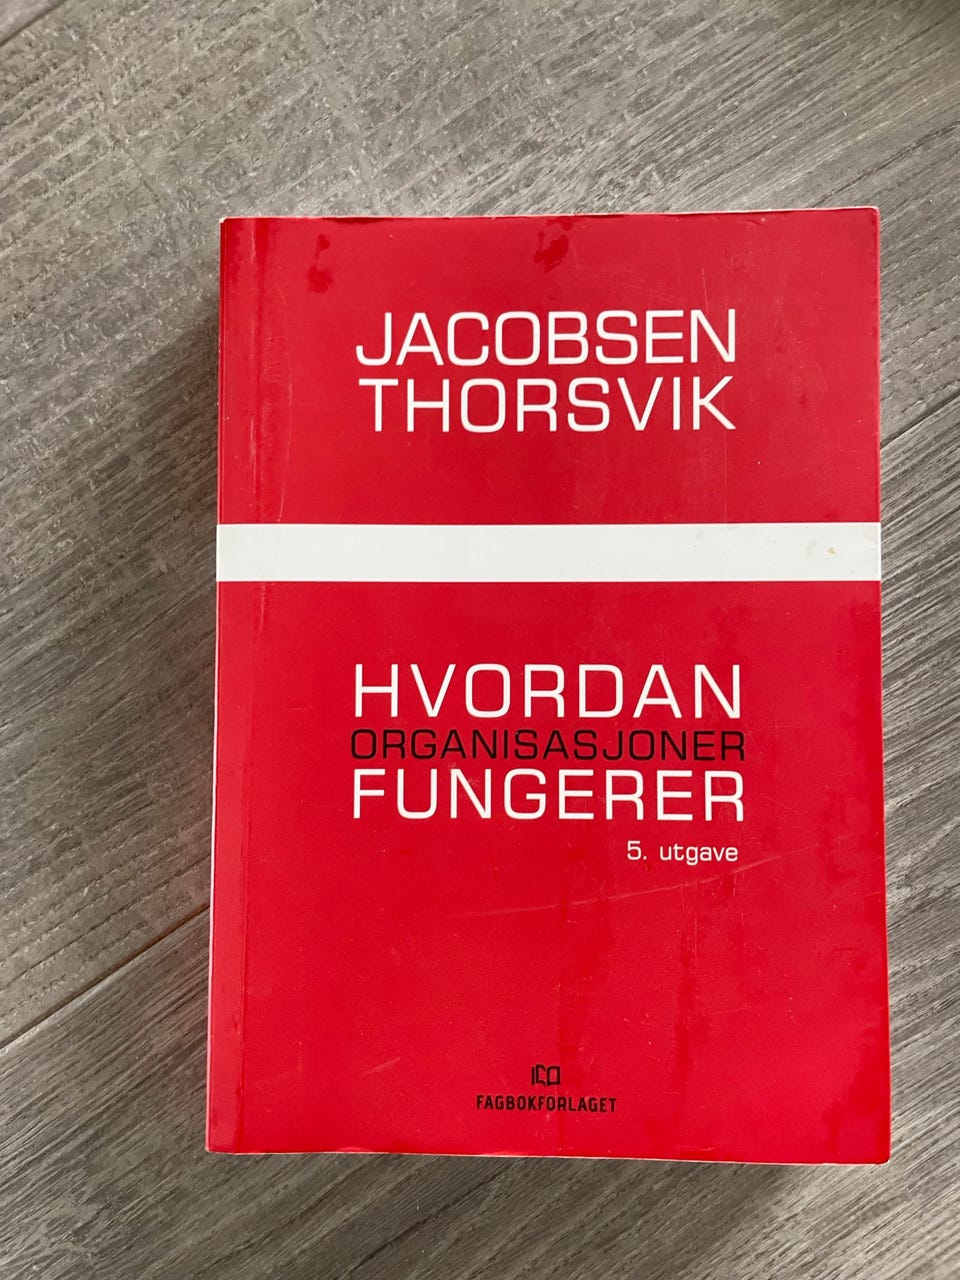 JACOBSEN
THORSVIK
HVORDAN
ORGANISASJONER
FUNGERER
5. utgave
FAGBOKFORLAGET